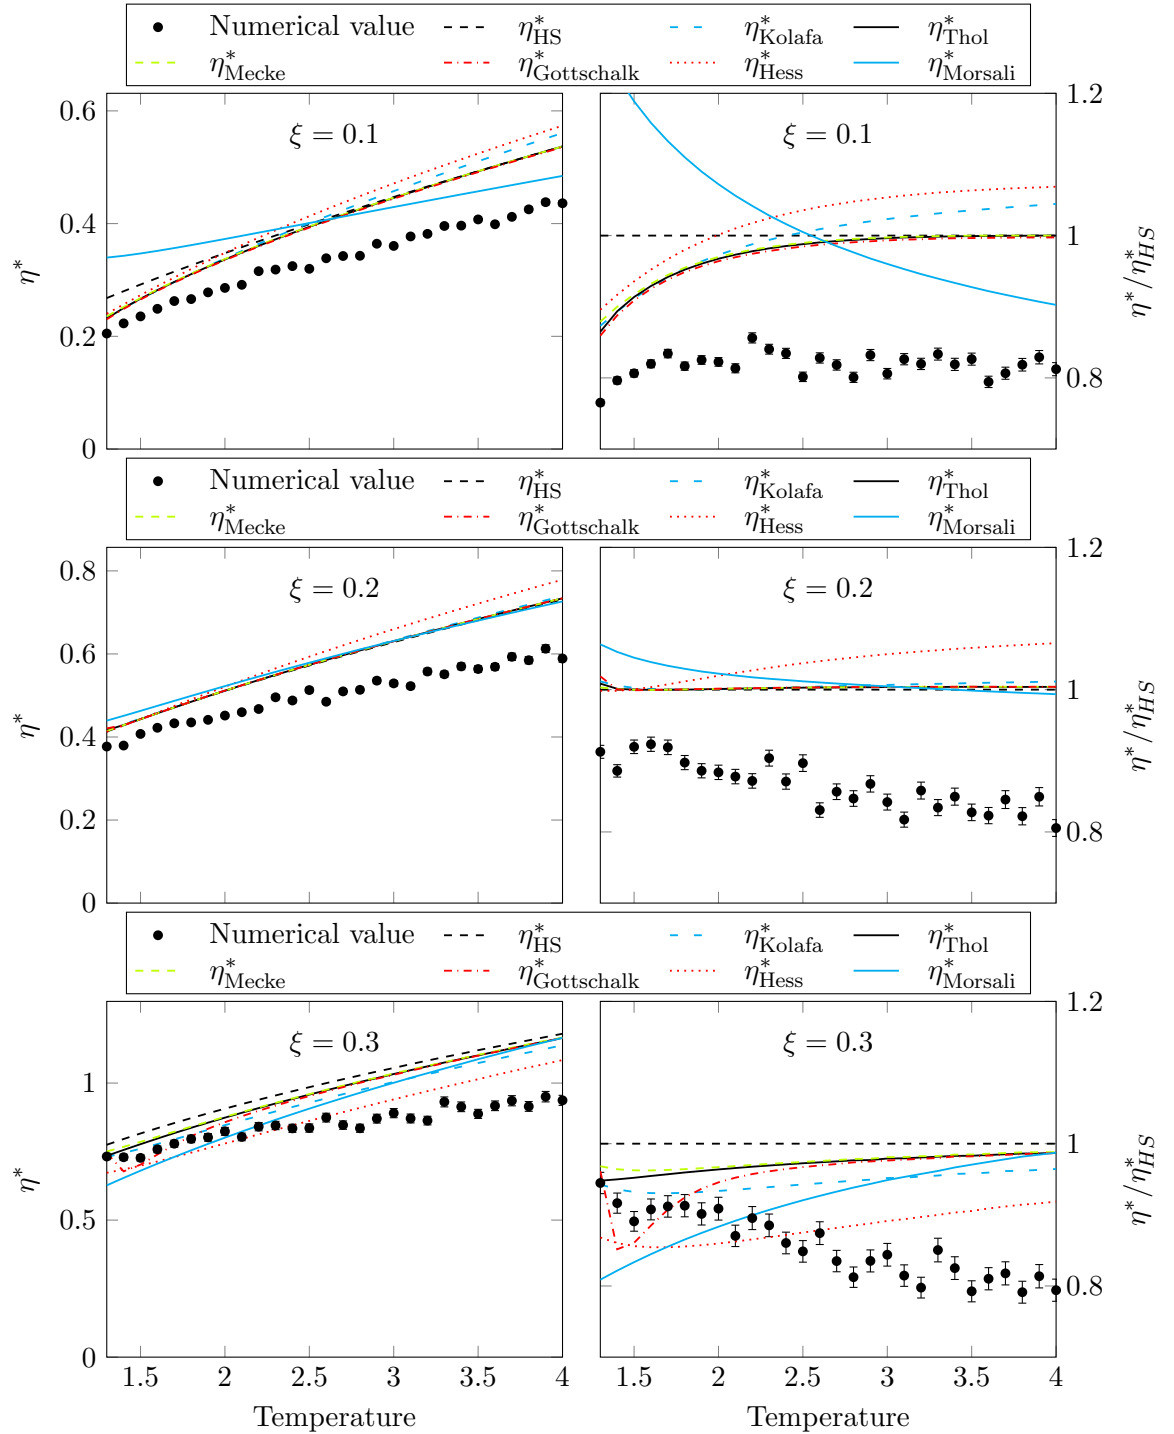 Numerical value η*HS η*Kolafa η*Thol
η*Mecke η*Gottschalk η*Hess η*Morsali
0.6 ξ = 0.1 ξ = 0.1 1.2
0.4 1
η* η*/η*HS
0.2 0.8
0
Numerical value η*HS η*Kolafa η*Thol
η*Mecke η*Gottschalk η*Hess η*Morsali
0.8 ξ = 0.2 ξ = 0.2 1.2
0.6 1
η* η*/η*HS
0.4
0.2 0.8
0
Numerical value η*HS η*Kolafa η*Thol
η*Mecke η*Gottschalk η*Hess η*Morsali
ξ = 0.3 ξ = 0.3 1.2
1 1
η* η*/η*HS
0.5 0.8
0
1.5 2 2.5 3 3.5 4 1.5 2 2.5 3 3.5 4
Temperature Temperature